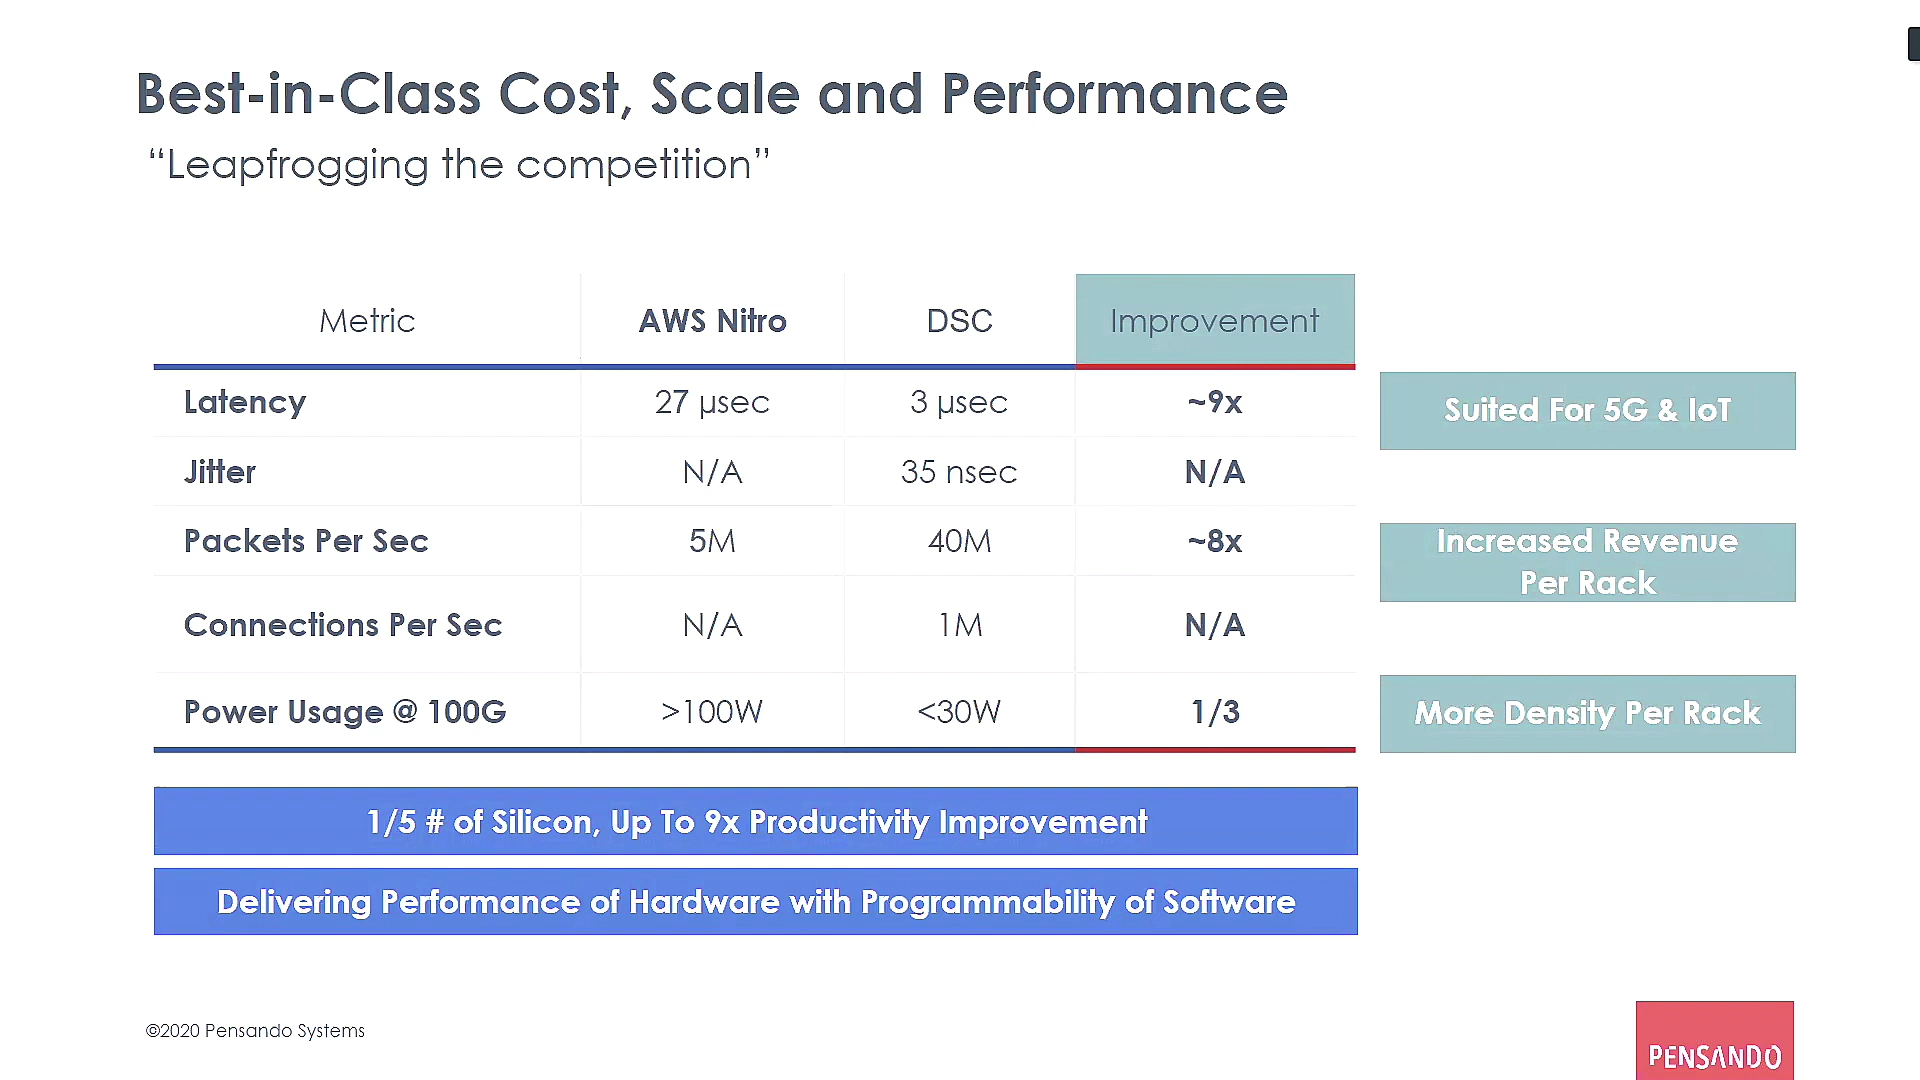 Best-in-Class Cost, Scale and Performance
“Leapfrogging the competition”
Metric AWS Nitro DSC Improvement
Latency 27 μsec 3 μsec ~9x
Suited For 5G & IoT
Jitter N/A 35 nsec N/A
Packets Per Sec 5M 40M ~8x
Increased Revenue
Per Rack
Connections Per Sec N/A 1M N/A
Power Usage @ 100G >100W <30W 1/3
More Density Per Rack
1/5 # of Silicon, Up To 9x Productivity Improvement
Delivering Performance of Hardware with Programmability of Software
©2020 Pensando Systems
PENSANDO